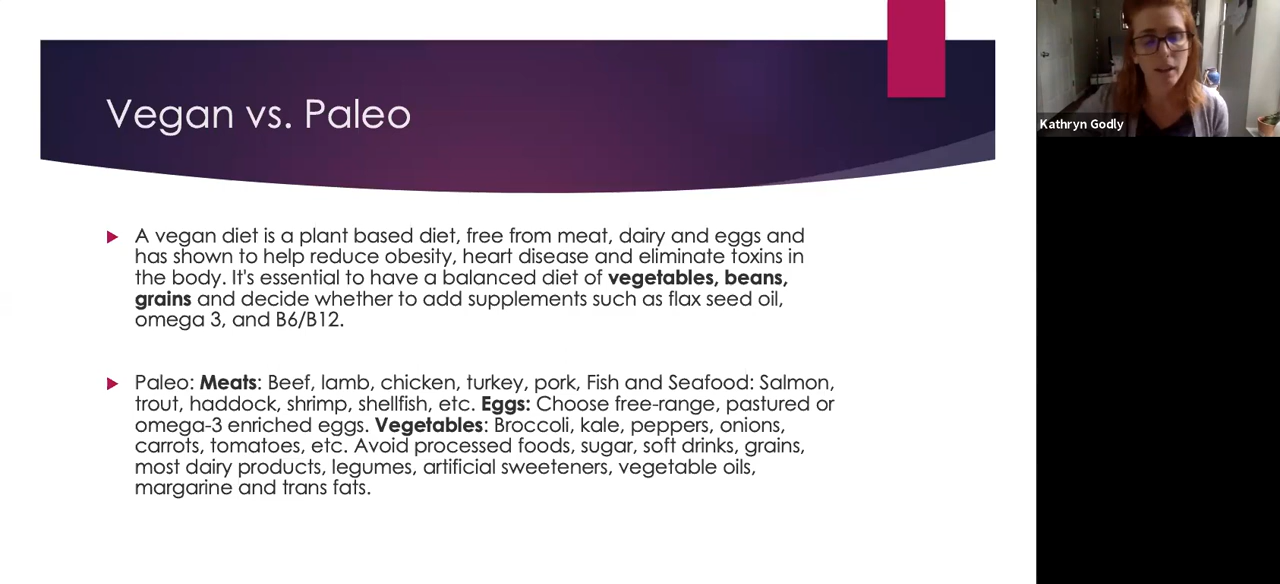 Vegan vs. Paleo
Kathryn Godly
A vegan diet is a plant based diet, free from meat, dairy and eggs and
has shown to help reduce obesity, heart disease and eliminate toxins in
the body. It's essential to have a balanced diet of vegetables, beans,
grains and decide whether to add supplements such as flax seed oil,
omega 3, and B6/B12.
Paleo: Meats: Beef, lamb, chicken, turkey, pork, Fish and Seafood: Salmon,
trout, haddock, shrimp, shellfish, etc. Eggs: Choose free-range, pastured or
omega-3 enriched eggs. Vegetables: Broccoli, kale, peppers, onions,
carrots, tomatoes, etc. Avoid processed foods, sugar, soft drinks, grains,
most dairy products, legumes, artificial sweeteners, vegetable oils,
margarine and trans fats.